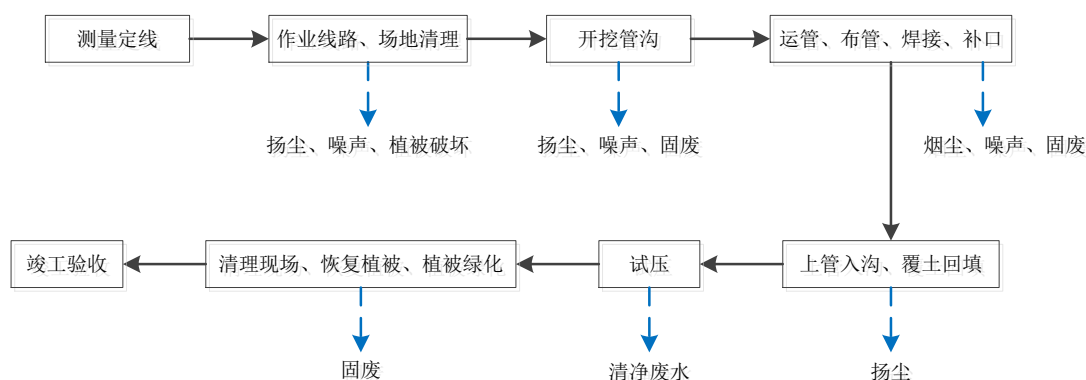 测量定线
作业线路、场地清理
开挖管沟
运管、布管、焊接、补口
扬尘、噪声、植被破坏
扬尘、噪声、固废
烟尘、噪声、固废
竣工验收
清理现场、恢复植被、植被绿化
试压
上管入沟、覆土回填
固废
清净废水
扬尘